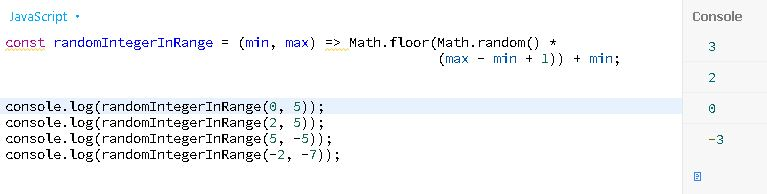 JavaScript
Console
const randomIntegerInRange = (min, max) => Math.floor(Math.random() *
(max - min + 1)) + min;
console.log(randomIntegerInRange(0, 5));
console.log(randomIntegerInRange(2, 5));
console.log(randomIntegerInRange(5, -5));
console.log(randomIntegerInRange(-2, -7));
3
2
0
-3